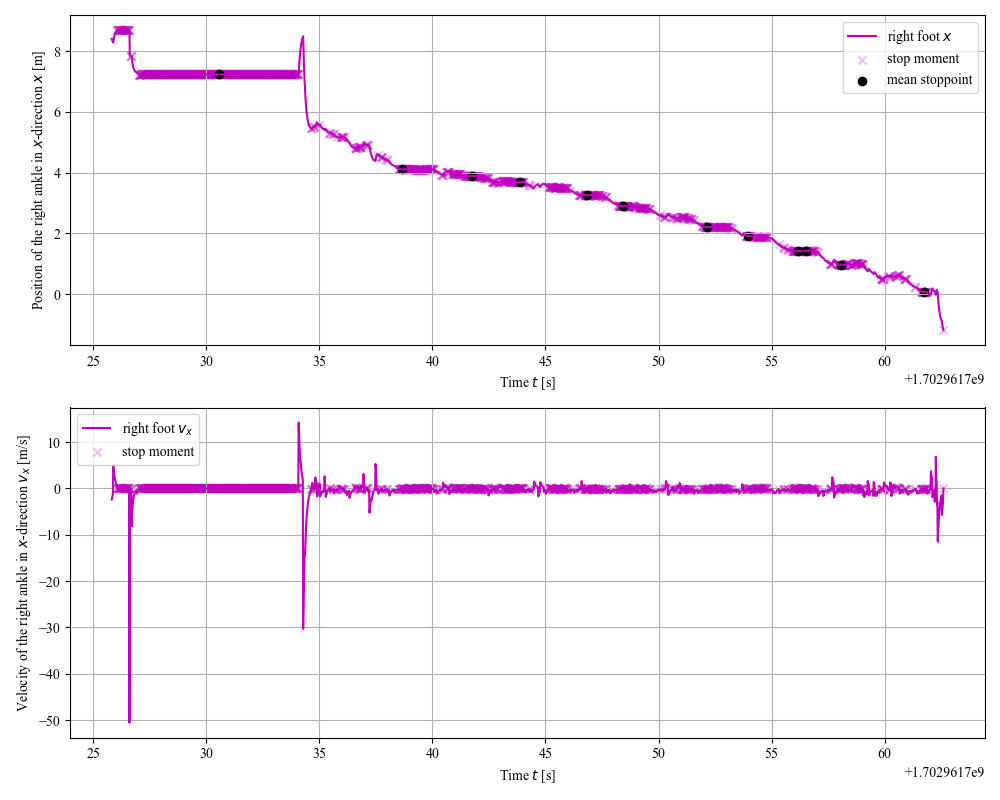 Position of the right ankle in x-direction x [m]
8
6
4
2
0
right foot x
stop moment
mean stoppoint
25 30 35 40 45 50 55 60
Time t [s]
+1.7029617e9
Velocity of the right ankle in x-direction vₓ [m/s]
10
0
−10
−20
−30
−40
−50
right foot vₓ
stop moment
25 30 35 40 45 50 55 60
Time t [s]
+1.7029617e9